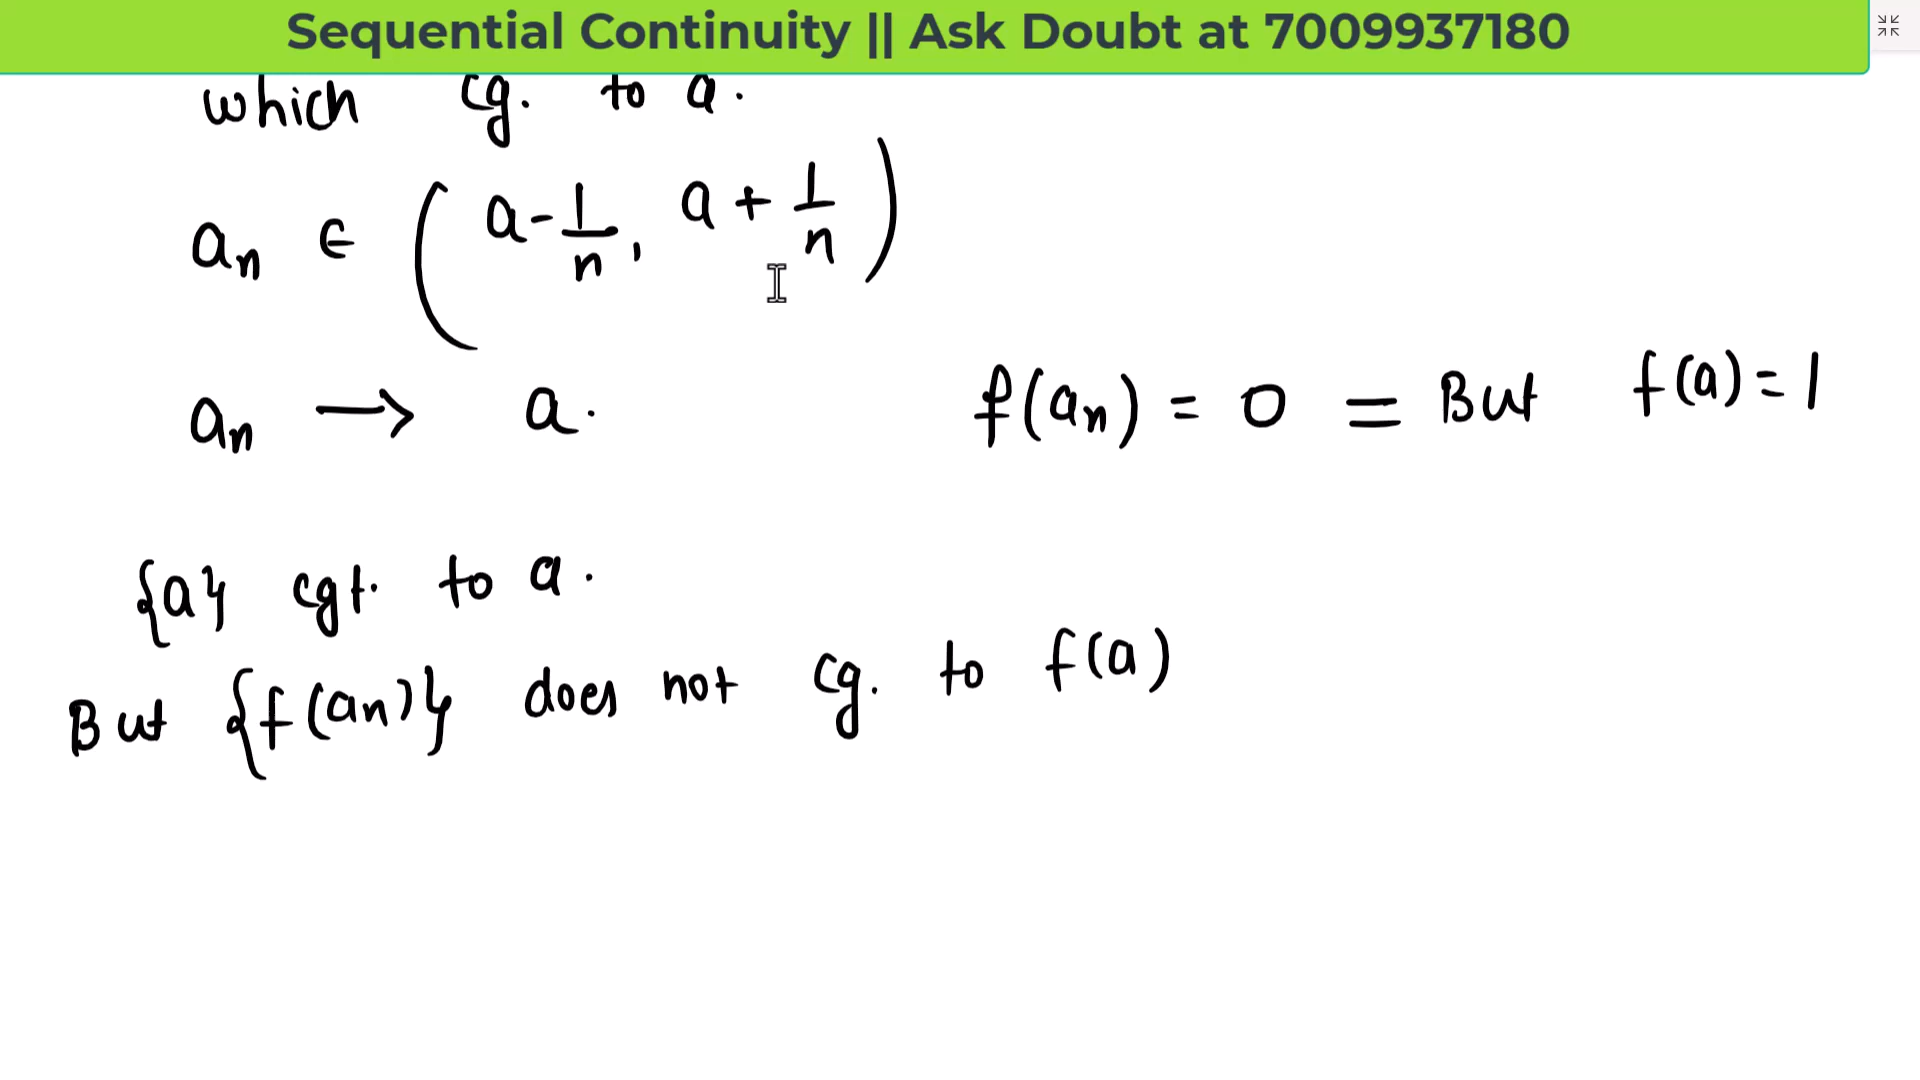 Sequential Continuity || Ask Doubt at 7009937180
which cg. to a.
an ∈ ( a - 1/n, a + 1/n )
an → a. f(an) = 0 = But f(a) = 1
{a} cgt. to a.
But {f(an)} does not cg. to f(a)